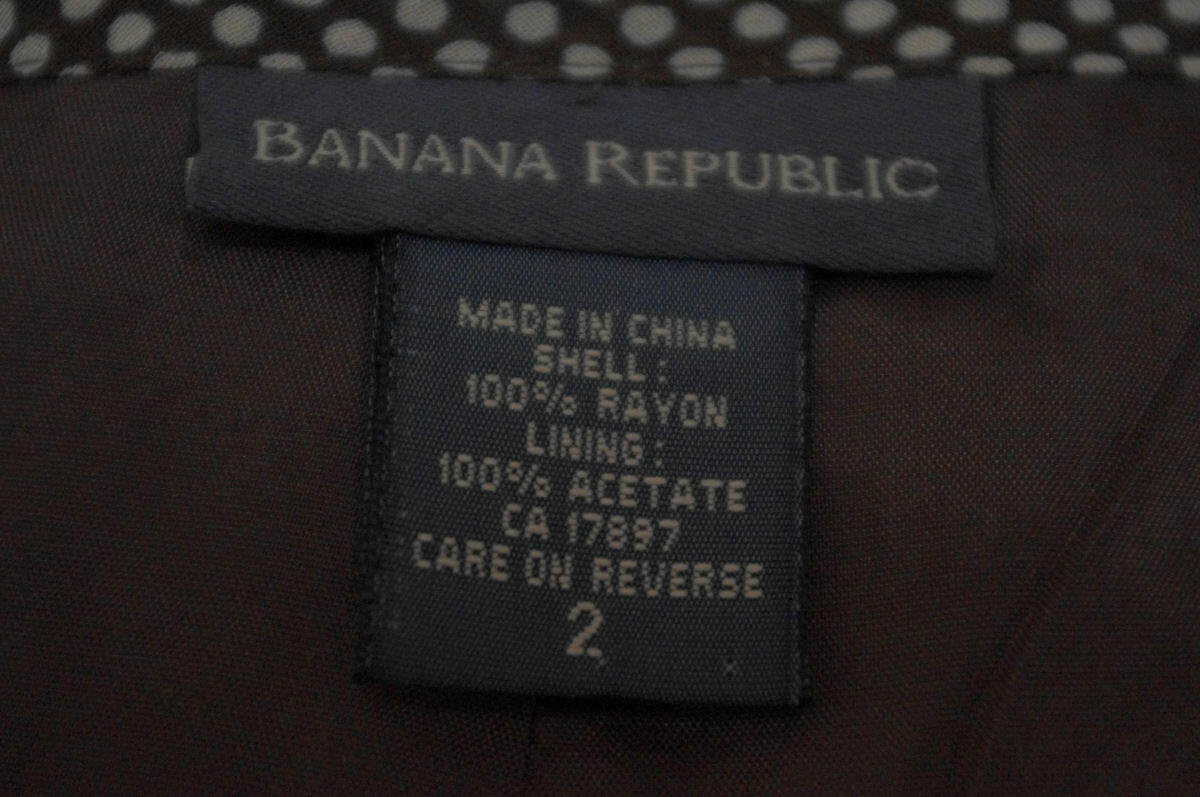 BANANA REPUBLIC
MADE IN CHINA
SHELL :
100% RAYON
LINING :
100% ACETATE
CA 17897
CARE ON REVERSE
2